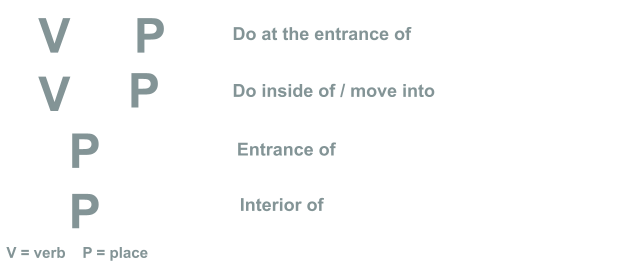 V P Do at the entrance of
V P Do inside of / move into
P Entrance of
P Interior of
V = verb P = place